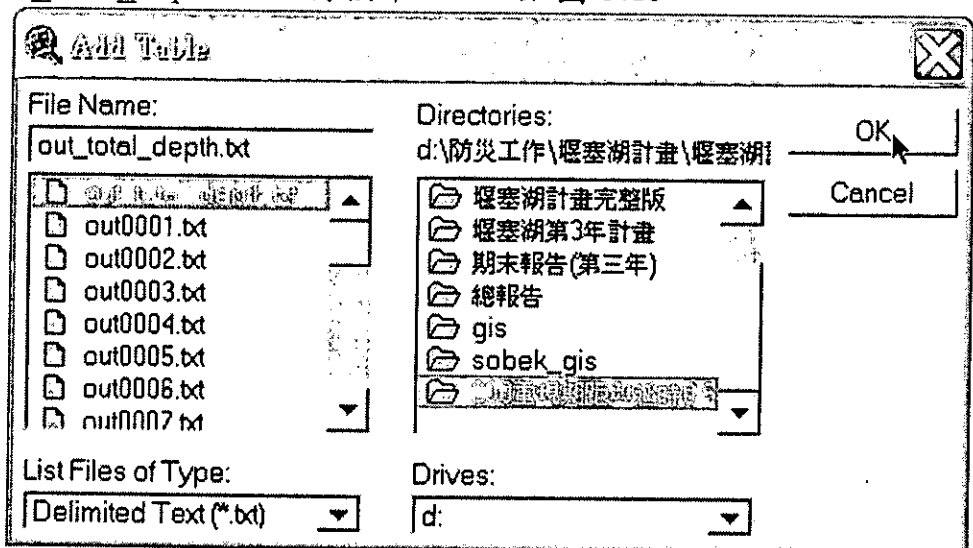 Add Table
File Name:
out_total_depth.txt
out0001.txt
out0002.txt
out0003.txt
out0004.txt
out0005.txt
out0006.txt
out0007.txt
List Files of Type:
Delimited Text (*.txt)
Directories:
d:\防災工作\堰塞湖計畫\堰塞湖
堰塞湖計畫完整版
堰塞湖第3年計畫
期末報告(第三年)
總報告
gis
sobek_gis
Drives:
d:
OK
Cancel